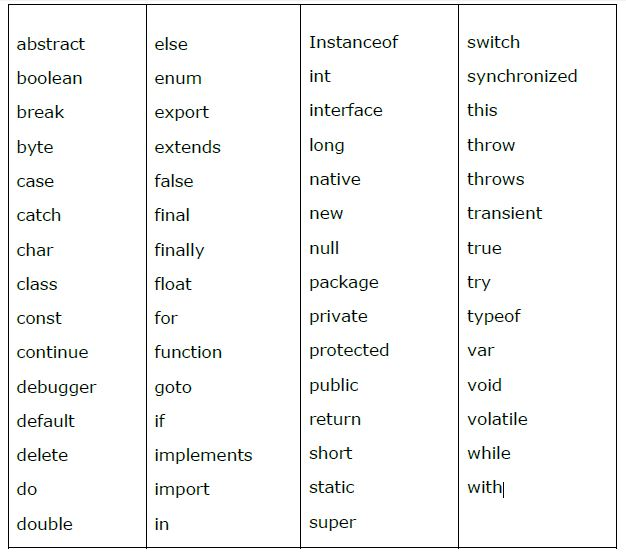 abstract else Instanceof switch
boolean enum int synchronized
break export interface this
byte extends long throw
case false native throws
catch final new transient
char finally null true
class float package try
const for private typeof
continue function protected var
debugger goto public void
default if return volatile
delete implements short while
do import static with
double in super